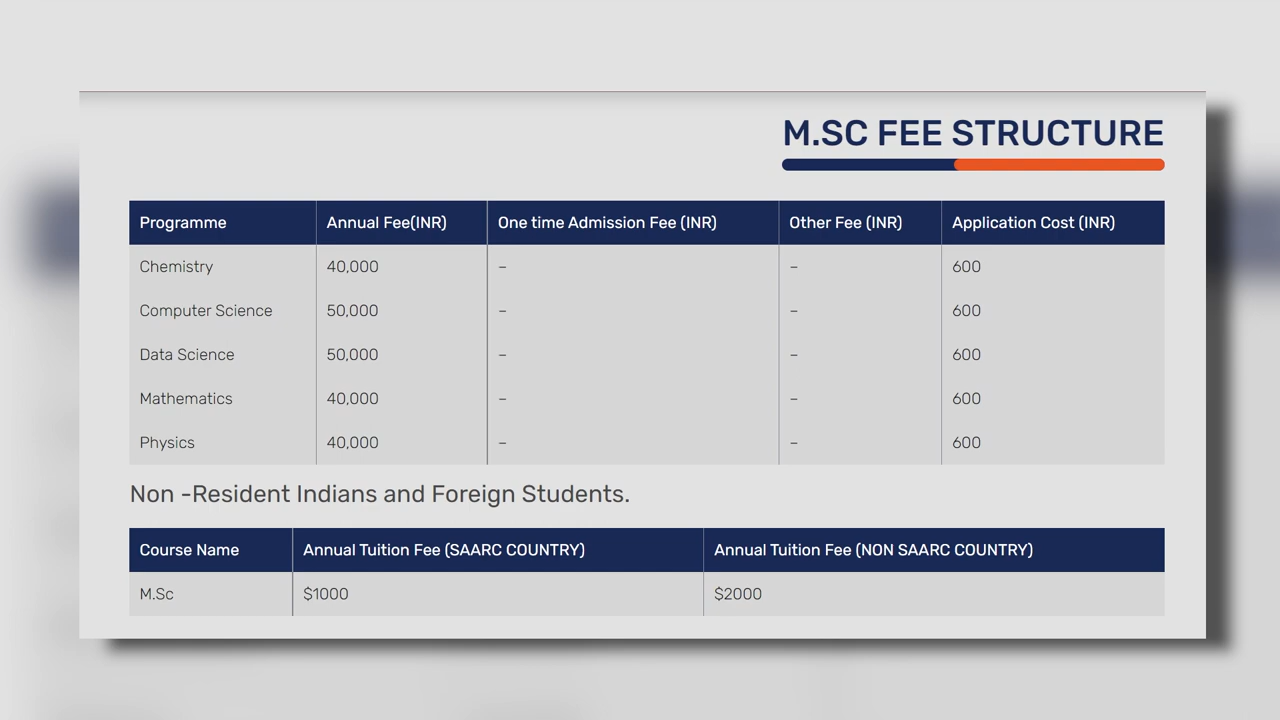 M.SC FEE STRUCTURE
Programme Annual Fee(INR) One time Admission Fee (INR) Other Fee (INR) Application Cost (INR)
Chemistry 40,000 – – 600
Computer Science 50,000 – – 600
Data Science 50,000 – – 600
Mathematics 40,000 – – 600
Physics 40,000 – – 600
Non -Resident Indians and Foreign Students.
Course Name Annual Tuition Fee (SAARC COUNTRY) Annual Tuition Fee (NON SAARC COUNTRY)
M.Sc $1000 $2000